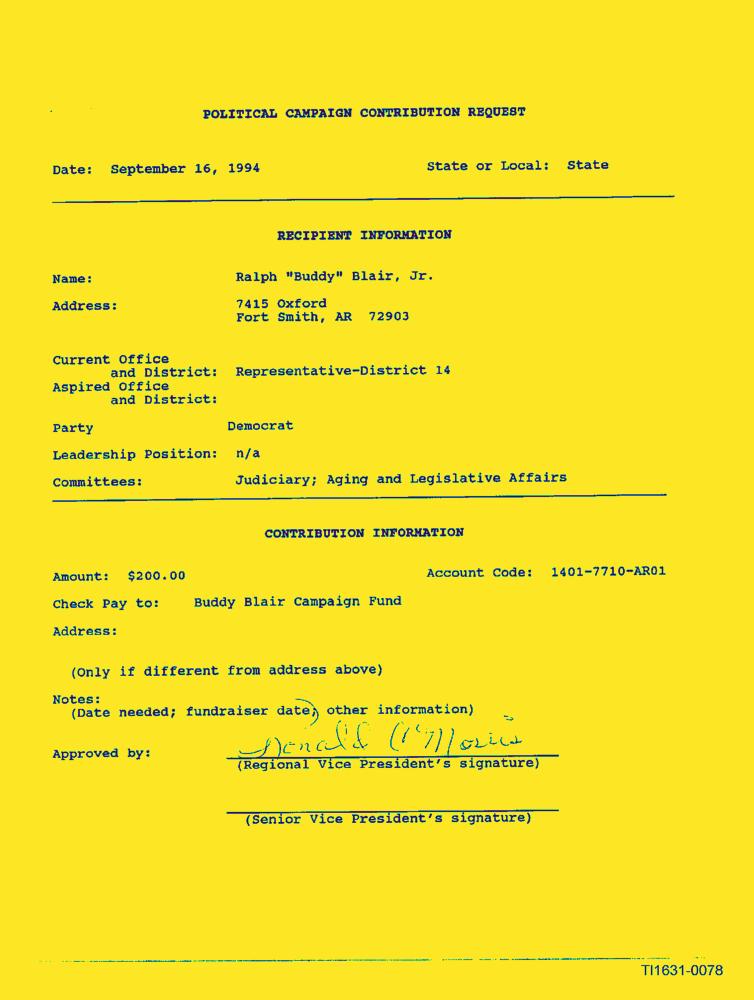 POLITICAL CAMPAIGN CONTRIBUTION REQUEST
Date: September 16, 1994 State or Local: State
RECIPIENT INFORMATION
Name: Ralph "Buddy" Blair, Jr.
Address: 7415 Oxford
Fort Smith, AR 72903
Current Office
and District: Representative-District 14
Aspired Office
and District:
Party Democrat
Leadership Position: n/a
Committees: Judiciary; Aging and Legislative Affairs
CONTRIBUTION INFORMATION
Amount: $200.00 Account Code: 1401-7710-AR01
Check Pay to: Buddy Blair Campaign Fund
Address:
(Only if different from address above)
Notes:
(Date needed; fundraiser date, other information)
Donald
Approved by:
(Regional Vice President's signature)
(Senior Vice President's signature)
TI1631-0078